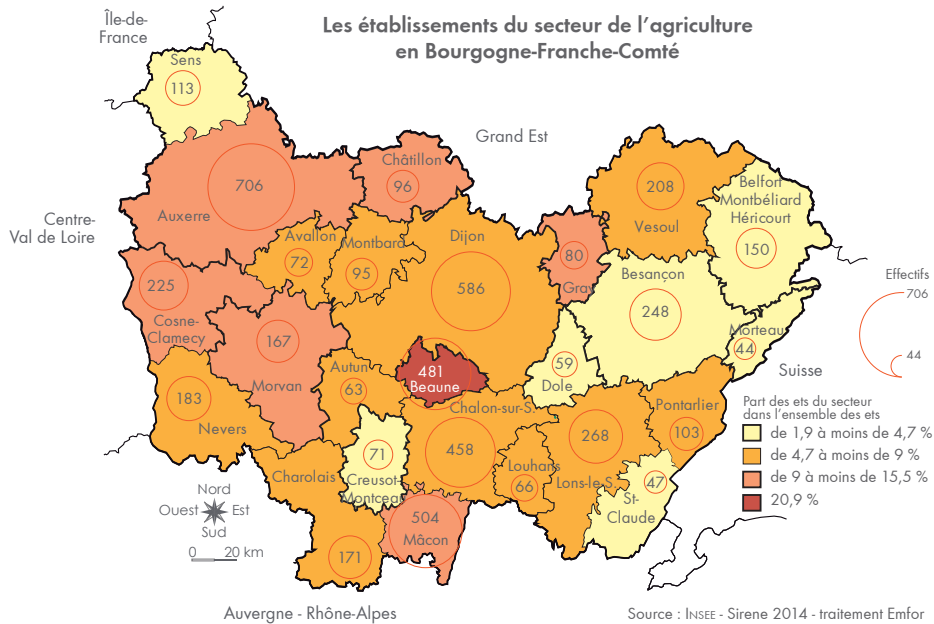 Les établissements du secteur de l'agriculture
en Bourgogne-Franche-Comté
Île-de-
France
Sens
113
Grand Est
Châtillon
96
706
Auxerre
208
Vesoul
Belfort
Montbéliard
Héricourt
150
Centre-
Val de Loire
Avallon
72
Montbard
95
Dijon
586
80
Gray
Besançon
248
225
Cosne-
Clamecy
167
Morvan
Morteau
44
Suisse
Effectifs
706
44
Autun
63
481
Beaune
59
Dole
183
Nevers
Chalon-sur-S.
458
Pontarlier
103
268
Lons-le-S.
Louhans
66
71
Creusot-
Montceau
Charolais
171
47
St-
Claude
504
Mâcon
Part des ets du secteur
dans l'ensemble des ets
de 1,9 à moins de 4,7 %
de 4,7 à moins de 9 %
de 9 à moins de 15,5 %
20,9 %
Nord
Ouest Est
Sud
0 20 km
Auvergne - Rhône-Alpes
Source : Insee - Sirene 2014 - traitement Emfor